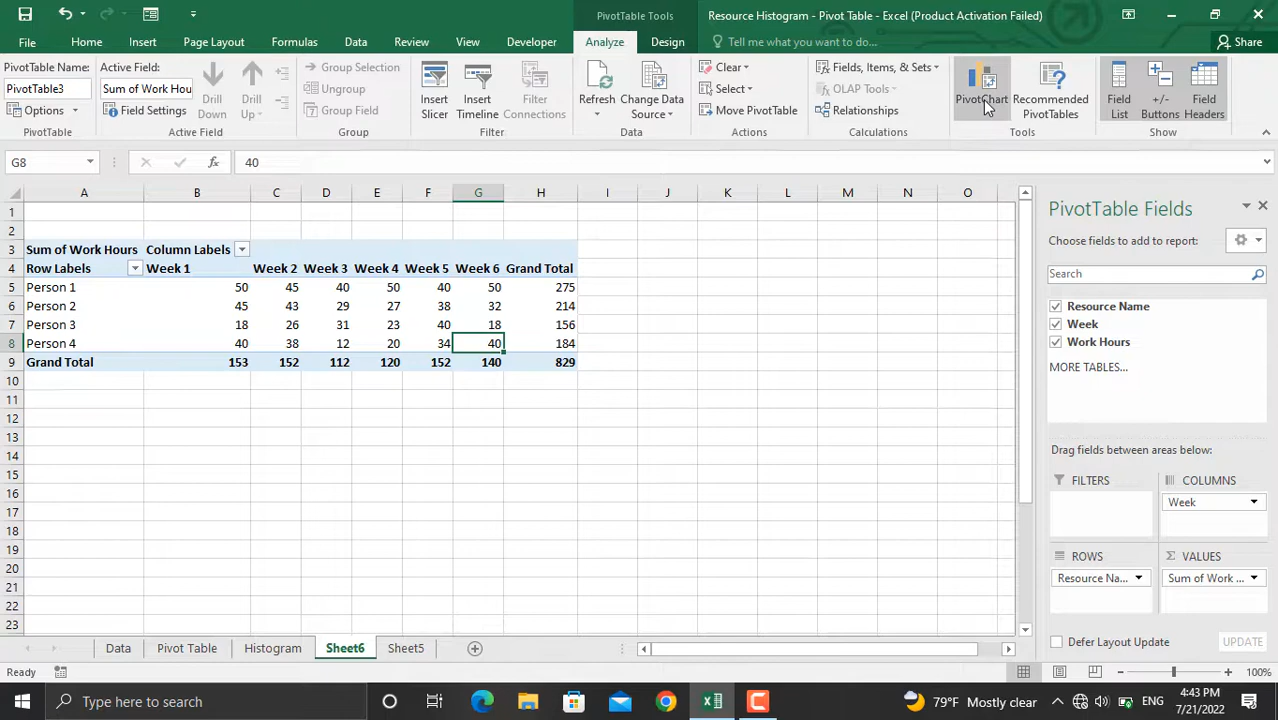 PivotTable Tools
Resource Histogram - Pivot Table - Excel (Product Activation Failed)
File Home Insert Page Layout Formulas Data Review View Developer Analyze Design Tell me what you want to do... Share
PivotTable Name:
PivotTable3
Options
PivotTable
Active Field:
Sum of Work Hou
Field Settings
Drill Down
Drill Up
Active Field
Group Selection
Ungroup
Group Field
Group
Insert Slicer
Insert Timeline
Filter Connections
Filter
Refresh
Change Data Source
Data
Clear
Select
Move PivotTable
Actions
Fields, Items, & Sets
OLAP Tools
Relationships
Calculations
PivotChart
Recommended PivotTables
Tools
Field List
+/- Buttons
Field Headers
Show
G8 fx 40
A B C D E F G H I J K L M N O
1
2
3 Sum of Work Hours Column Labels
4 Row Labels Week 1 Week 2 Week 3 Week 4 Week 5 Week 6 Grand Total
5 Person 1 50 45 40 50 40 50 275
6 Person 2 45 43 29 27 38 32 214
7 Person 3 18 26 31 23 40 18 156
8 Person 4 40 38 12 20 34 40 184
9 Grand Total 153 152 112 120 152 140 829
10
11
12
13
14
15
16
17
18
19
20
21
22
23
PivotTable Fields
Choose fields to add to report:
Search
Resource Name
Week
Work Hours
MORE TABLES...
Drag fields between areas below:
FILTERS
COLUMNS
Week
ROWS
Resource Na...
Σ VALUES
Sum of Work ...
Defer Layout Update UPDATE
Data Pivot Table Histogram Sheet6 Sheet5
Ready 100%
Type here to search
79°F Mostly clear
ENG
4:43 PM
7/21/2022